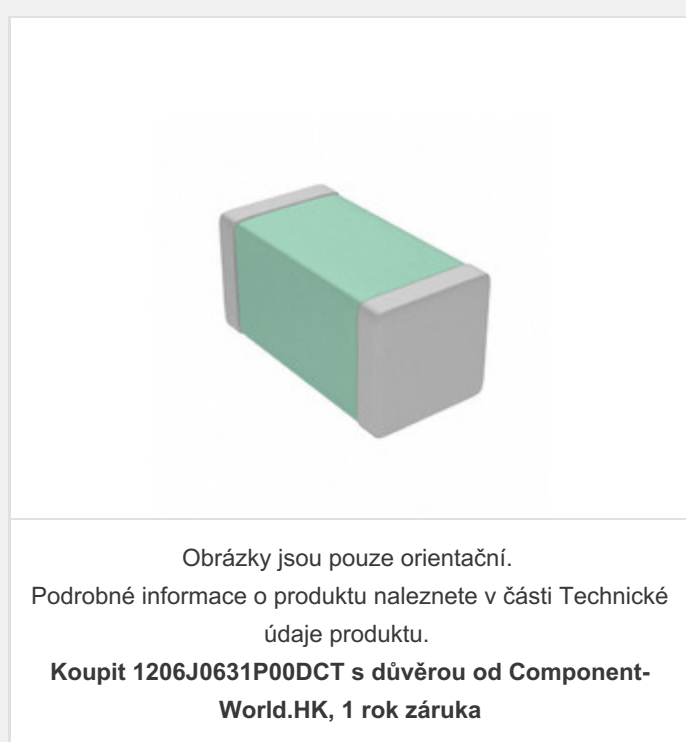 Obrázky jsou pouze orientační.
Podrobné informace o produktu naleznete v části Technické
údaje produktu.
Koupit 1206J0631P00DCT s důvěrou od Component-
World.HK, 1 rok záruka